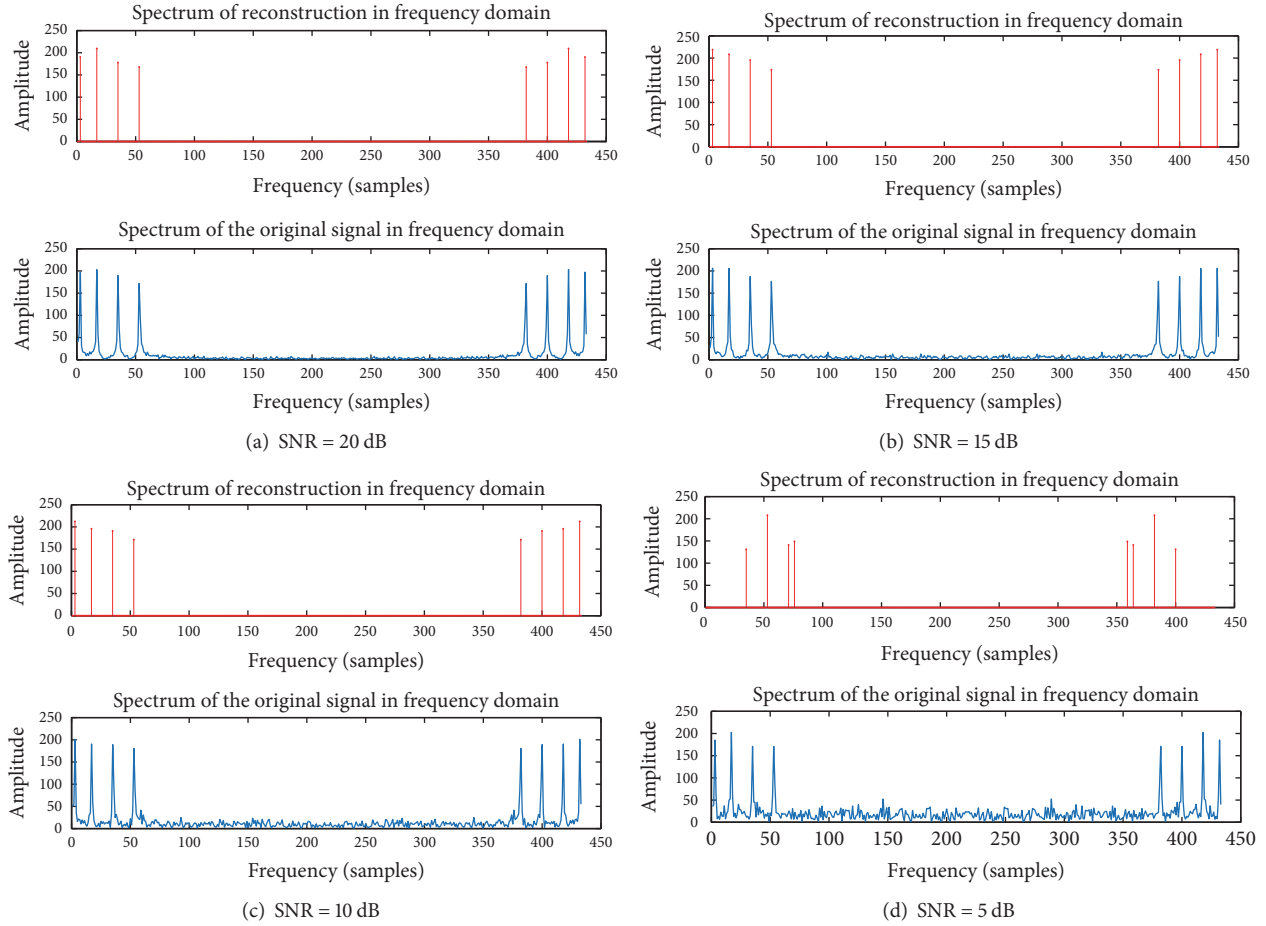 Spectrum of reconstruction in frequency domain
250
200
150
100
50
0
Amplitude
0 50 100 150 200 250 300 350 400 450
Frequency (samples)
Spectrum of the original signal in frequency domain
250
200
150
100
50
0
Amplitude
0 50 100 150 200 250 300 350 400 450
Frequency (samples)
(a) SNR = 20 dB
Spectrum of reconstruction in frequency domain
250
200
150
100
50
0
Amplitude
0 50 100 150 200 250 300 350 400 450
Frequency (samples)
Spectrum of the original signal in frequency domain
250
200
150
100
50
0
Amplitude
0 50 100 150 200 250 300 350 400 450
Frequency (samples)
(b) SNR = 15 dB
Spectrum of reconstruction in frequency domain
250
200
150
100
50
0
Amplitude
0 50 100 150 200 250 300 350 400 450
Frequency (samples)
Spectrum of the original signal in frequency domain
250
200
150
100
50
0
Amplitude
0 50 100 150 200 250 300 350 400 450
Frequency (samples)
(c) SNR = 10 dB
Spectrum of reconstruction in frequency domain
250
200
150
100
50
0
Amplitude
0 50 100 150 200 250 300 350 400 450
Frequency (samples)
Spectrum of the original signal in frequency domain
250
200
150
100
50
0
Amplitude
0 50 100 150 200 250 300 350 400 450
Frequency (samples)
(d) SNR = 5 dB